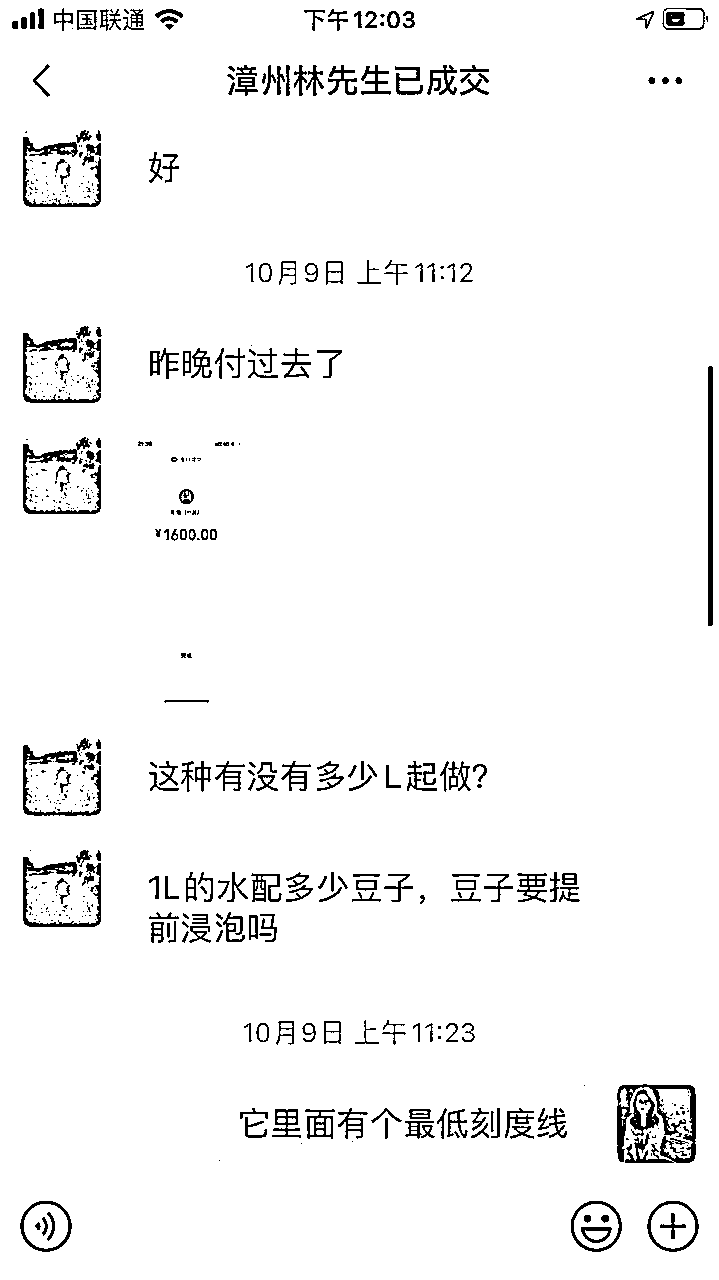 中国联通
下午12:03
漳州林先生已成交
好
10月9日 上午11:12
昨晚付过去了
¥1600.00
这种有没有多少L起做?
1L的水配多少豆子，豆子要提
前浸泡吗
10月9日 上午11:23
它里面有个最低刻度线